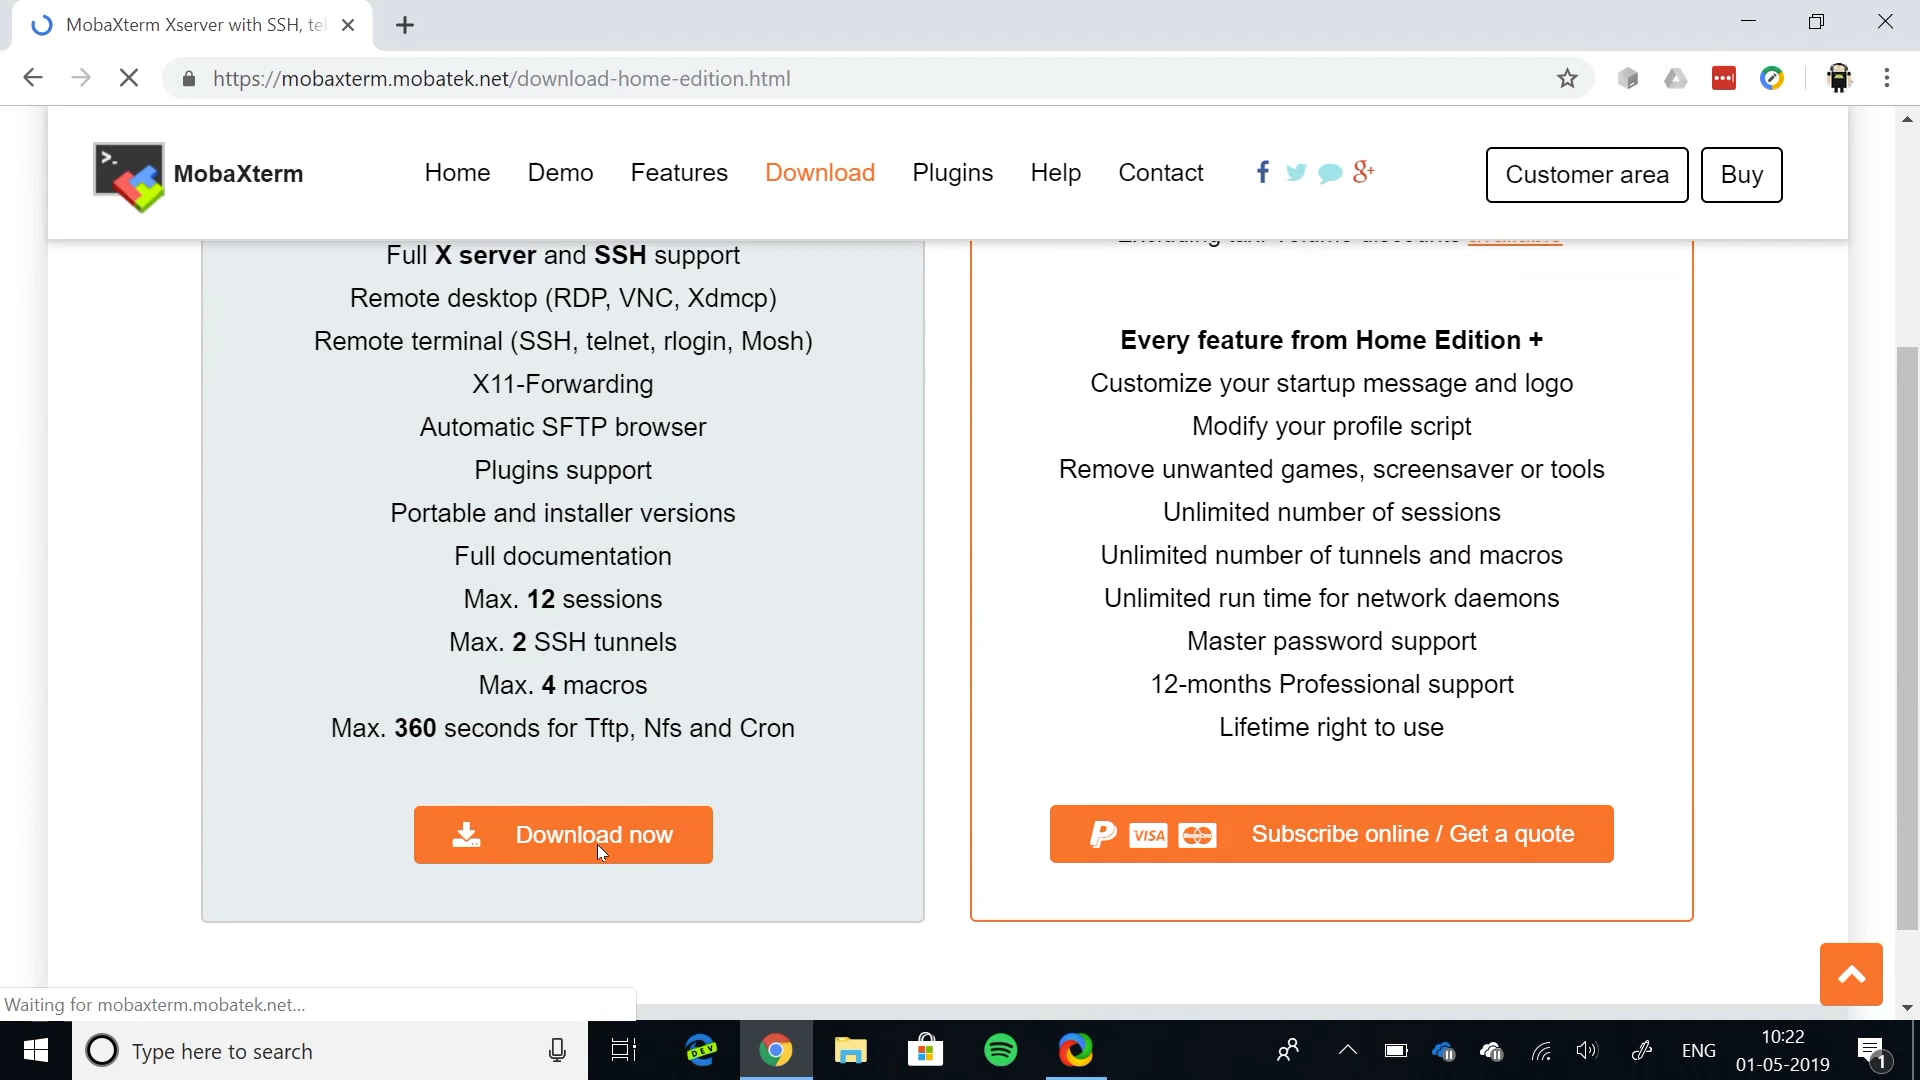 MobaXterm Xserver with SSH, tel
https://mobaxterm.mobatek.net/download-home-edition.html
MobaXterm
Home
Demo
Features
Download
Plugins
Help
Contact
Customer area
Buy
Full X server and SSH support
Remote desktop (RDP, VNC, Xdmcp)
Remote terminal (SSH, telnet, rlogin, Mosh)
X11-Forwarding
Automatic SFTP browser
Plugins support
Portable and installer versions
Full documentation
Max. 12 sessions
Max. 2 SSH tunnels
Max. 4 macros
Max. 360 seconds for Tftp, Nfs and Cron
Download now
Every feature from Home Edition +
Customize your startup message and logo
Modify your profile script
Remove unwanted games, screensaver or tools
Unlimited number of sessions
Unlimited number of tunnels and macros
Unlimited run time for network daemons
Master password support
12-months Professional support
Lifetime right to use
VISA
Subscribe online / Get a quote
Waiting for mobaxterm.mobatek.net...
Type here to search
DEV
ENG
10:22
01-05-2019
1